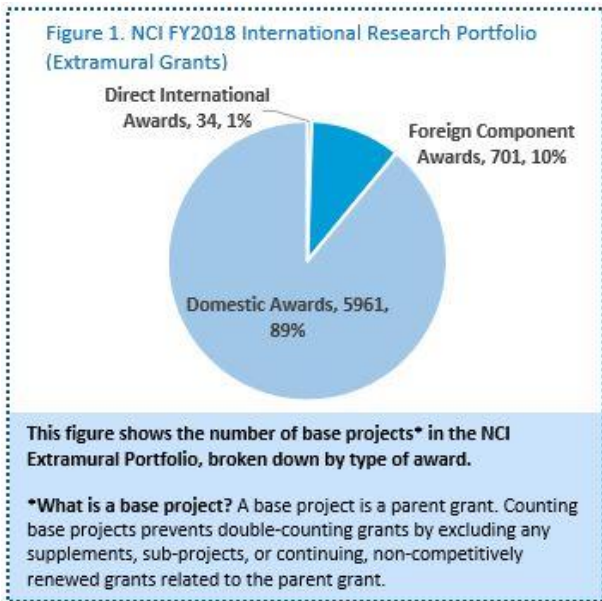 Figure 1. NCI FY2018 International Research Portfolio
(Extramural Grants)
Direct International
Awards, 34, 1%
Foreign Component
Awards, 701, 10%
Domestic Awards, 5961,
89%
This figure shows the number of base projects* in the NCI
Extramural Portfolio, broken down by type of award.
*What is a base project? A base project is a parent grant. Counting
base projects prevents double-counting grants by excluding any
supplements, sub-projects, or continuing, non-competitively
renewed grants related to the parent grant.